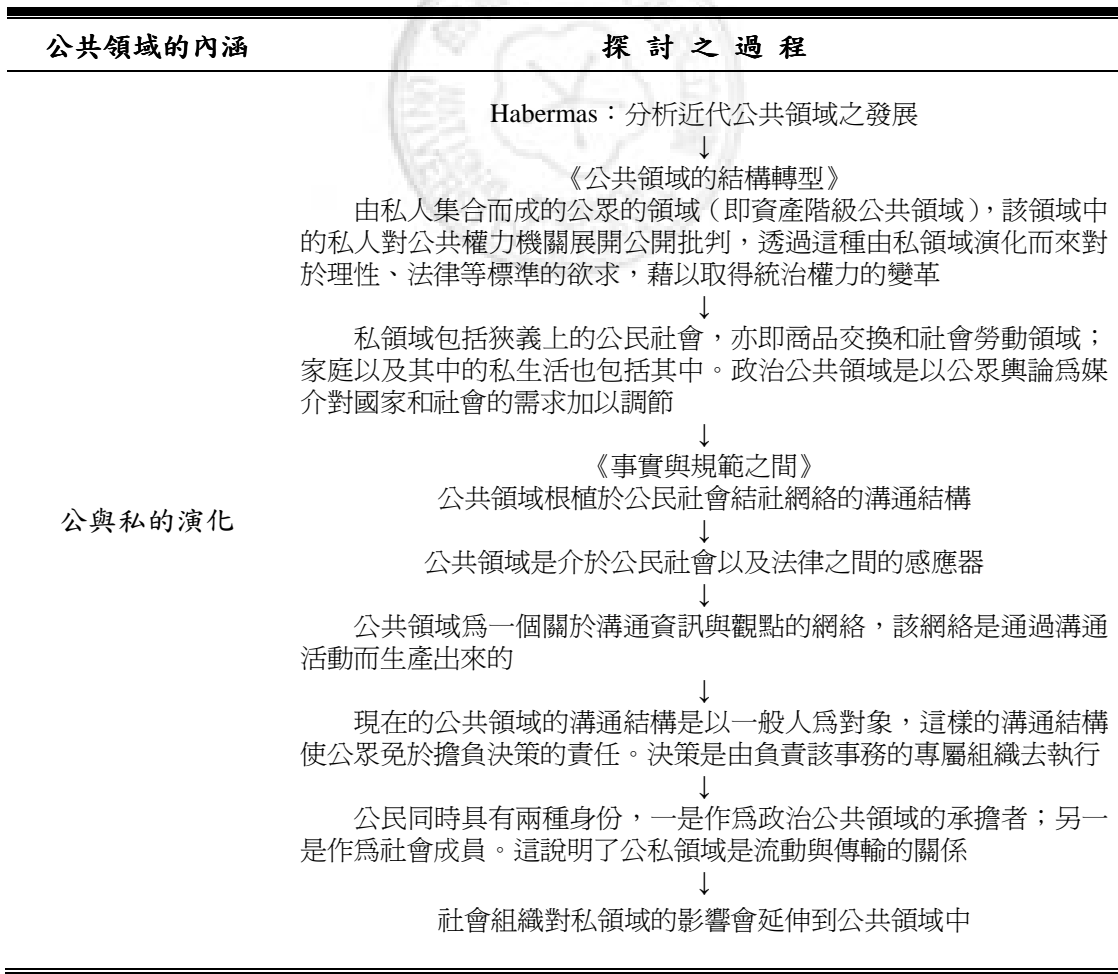 公共領域的內涵 探討之過程
Habermas：分析近代公共領域之發展
↓
《公共領域的結構轉型》
由私人集合而成的公眾的領域（即資產階級公共領域），該領域中
的私人對公共權力機關展開公開批判，透過這種由私領域演化而來對
於理性、法律等標準的欲求，藉以取得統治權力的變革
↓
私領域包括狹義上的公民社會，亦即商品交換和社會勞動領域；
家庭以及其中的私生活也包括其中。政治公共領域是以公眾輿論為媒
介對國家和社會的需求加以調節
↓
《事實與規範之間》
公共領域根植於公民社會結社網絡的溝通結構
公與私的演化
↓
公共領域是介於公民社會以及法律之間的感應器
↓
公共領域為一個關於溝通資訊與觀點的網絡，該網絡是通過溝通
活動而生產出來的
↓
現在的公共領域的溝通結構是以一般人為對象，這樣的溝通結構
使公眾免於擔負決策的責任。決策是由負責該事務的專屬組織去執行
↓
公民同時具有兩種身份，一是作為政治公共領域的承擔者；另一
是作為社會成員。這說明了公私領域是流動與傳輸的關係
↓
社會組織對私領域的影響會延伸到公共領域中